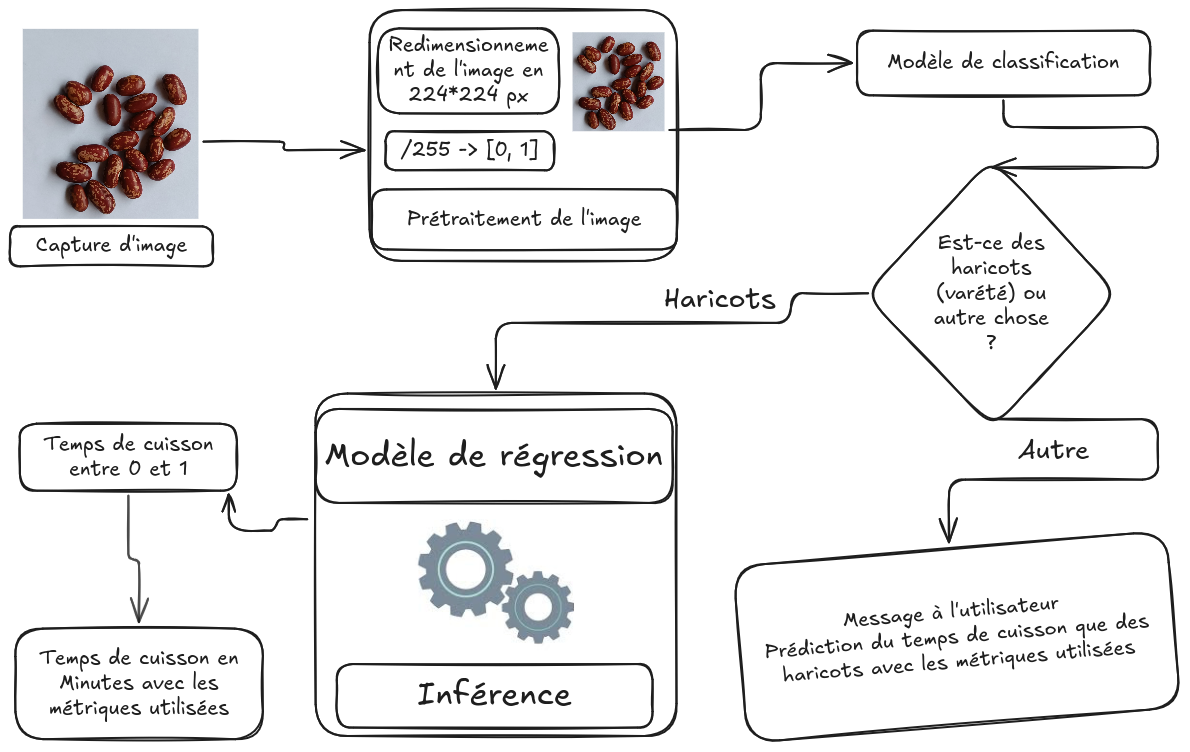 Redimensionneme
nt de l'image en
224*224 px
/255 -> [0, 1]
Prétraitement de l'image
Capture d'image
Modèle de classification
Est-ce des
haricots
(varété) ou
autre chose
?
Haricots
Autre
Modèle de régression
Inférence
Temps de cuisson
entre 0 et 1
Temps de cuisson en
Minutes avec les
métriques utilisées
Message à l'utilisateur
Prédiction du temps de cuisson que des
haricots avec les métriques utilisées